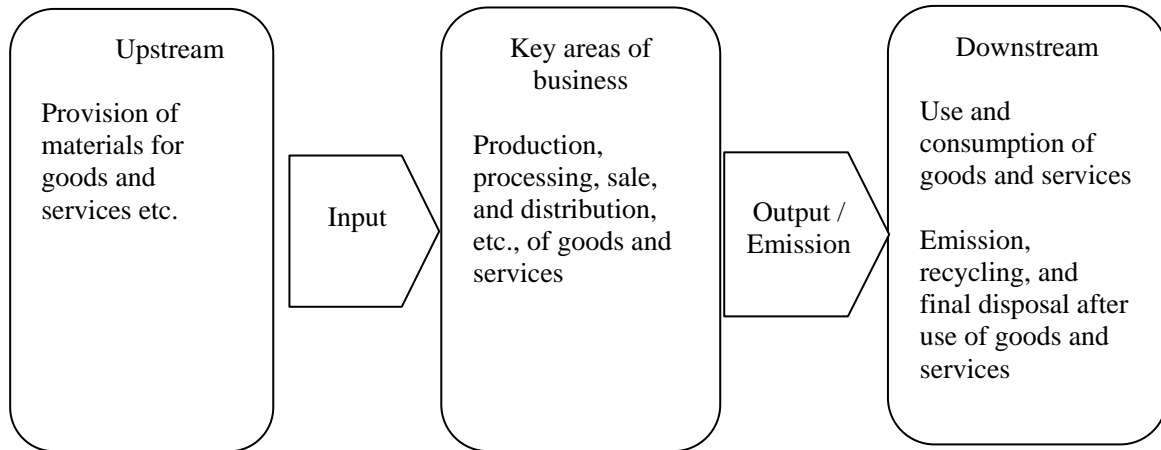 Upstream
Provision of
materials for
goods and
services etc.
Input
Key areas of
business
Production,
processing, sale,
and distribution,
etc., of goods and
services
Output /
Emission
Downstream
Use and
consumption of
goods and services
Emission,
recycling, and
final disposal after
use of goods and
services